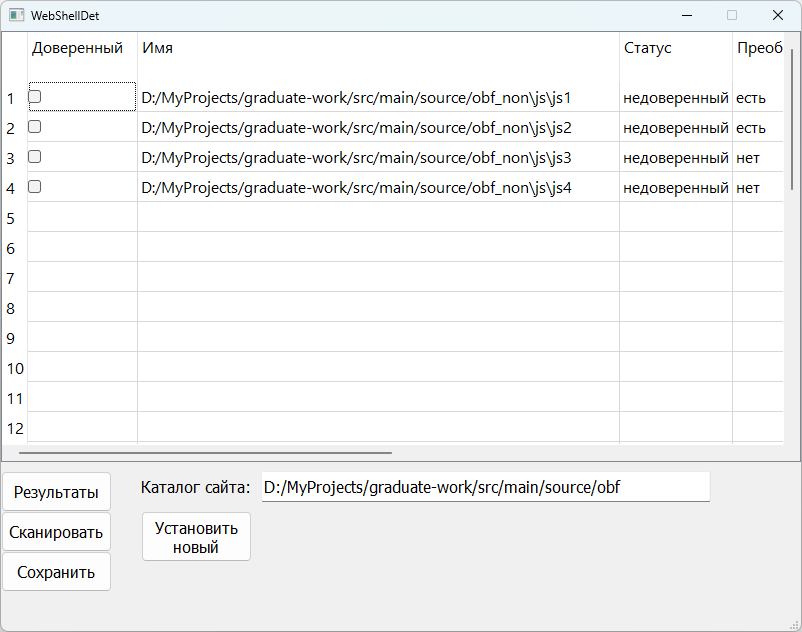 WebShellDet
Доверенный Имя Статус Преоб
1 D:/MyProjects/graduate-work/src/main/source/obf_non\js\js1 недоверенный есть
2 D:/MyProjects/graduate-work/src/main/source/obf_non\js\js2 недоверенный есть
3 D:/MyProjects/graduate-work/src/main/source/obf_non\js\js3 недоверенный нет
4 D:/MyProjects/graduate-work/src/main/source/obf_non\js\js4 недоверенный нет
5
6
7
8
9
10
11
12
Результаты Каталог сайта: D:/MyProjects/graduate-work/src/main/source/obf
Сканировать Установить
новый
Сохранить